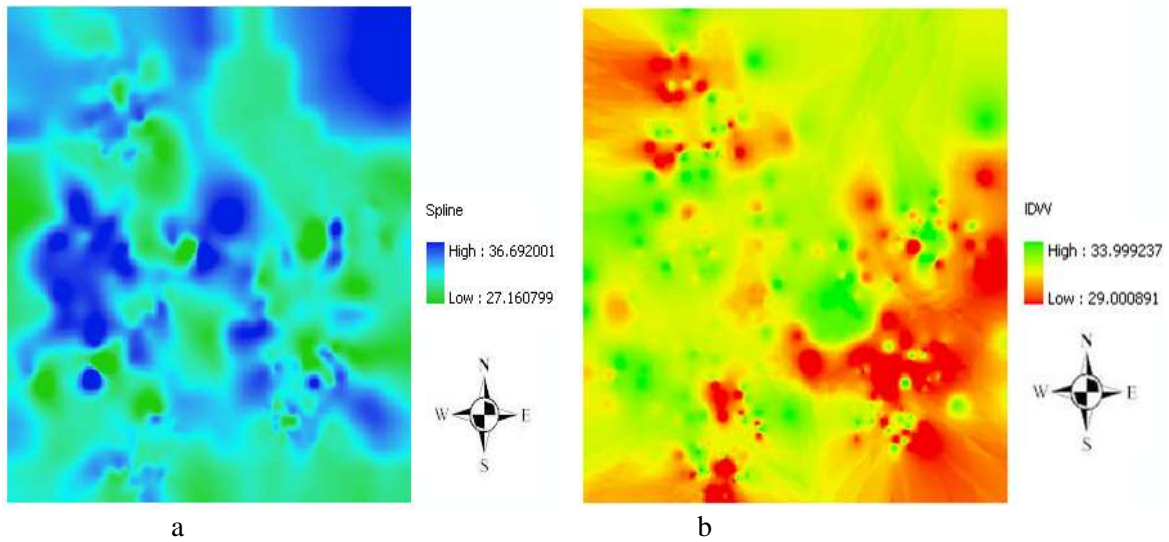 Spline
High : 36.692001
Low : 27.160799
N
W E
S
a
IDW
High : 33.999237
Low : 29.000891
N
W E
S
b